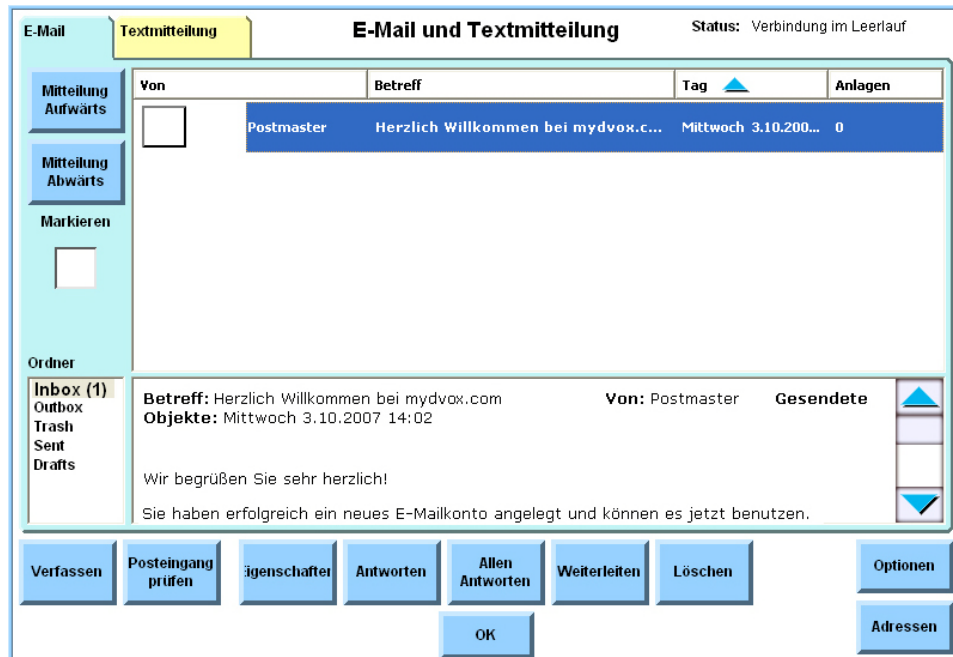 E-Mail
Textmitteilung
E-Mail und Textmitteilung
Status: Verbindung im Leerlauf
Mitteilung
Aufwärts
Mitteilung
Abwärts
Markieren
Von Betreff Tag Anlagen
Postmaster Herzlich Willkommen bei mydvox.c... Mittwoch 3.10.200... 0
Ordner
Inbox (1)
Outbox
Trash
Sent
Drafts
Betreff: Herzlich Willkommen bei mydvox.com Von: Postmaster Gesendete
Objekte: Mittwoch 3.10.2007 14:02
Wir begrüßen Sie sehr herzlich!
Sie haben erfolgreich ein neues E-Mailkonto angelegt und können es jetzt benutzen.
Verfassen
Posteingang
prüfen
igenschafter
Antworten
Allen
Antworten
Weiterleiten
Löschen
Optionen
OK
Adressen